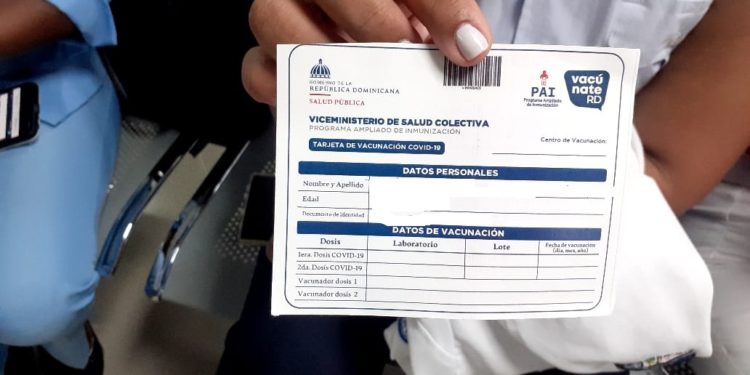 GOBIERNO DE LA
REPÚBLICA DOMINICANA
SALUD PÚBLICA
PAI
Programa Ampliado
de Inmunización
vacú
nate
RD
VICEMINISTERIO DE SALUD COLECTIVA
PROGRAMA AMPLIADO DE INMUNIZACIÓN
Centro de Vacunación:
TARJETA DE VACUNACIÓN COVID-19
DATOS PERSONALES
Nombre y Apellido
Edad
Documento de Identidad
DATOS DE VACUNACIÓN
Dosis Laboratorio Lote Fecha de vacunación
(día, mes, año)
1era. Dosis COVID-19
2da. Dosis COVID-19
Vacunador dosis 1
Vacunador dosis 2